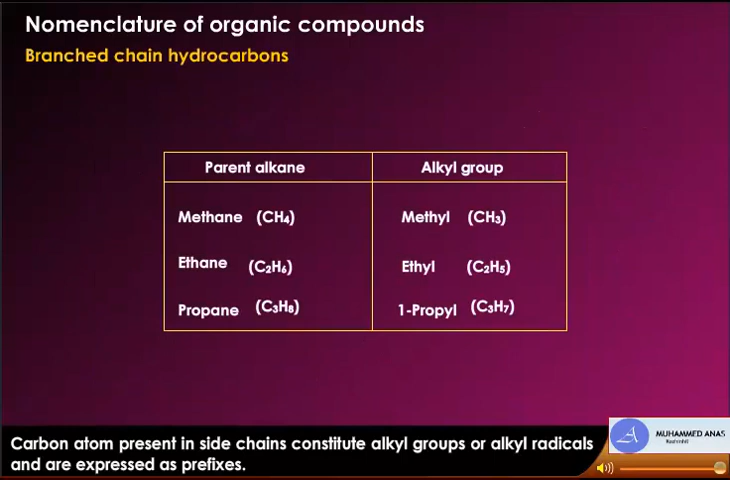 Nomenclature of organic compounds
Branched chain hydrocarbons
Parent alkane Alkyl group
Methane (CH₄) Methyl (CH₃)
Ethane (C₂H₆) Ethyl (C₂H₅)
Propane (C₃H₈) 1-Propyl (C₃H₇)
MUHAMMED ANAS
Carbon atom present in side chains constitute alkyl groups or alkyl radicals
and are expressed as prefixes.